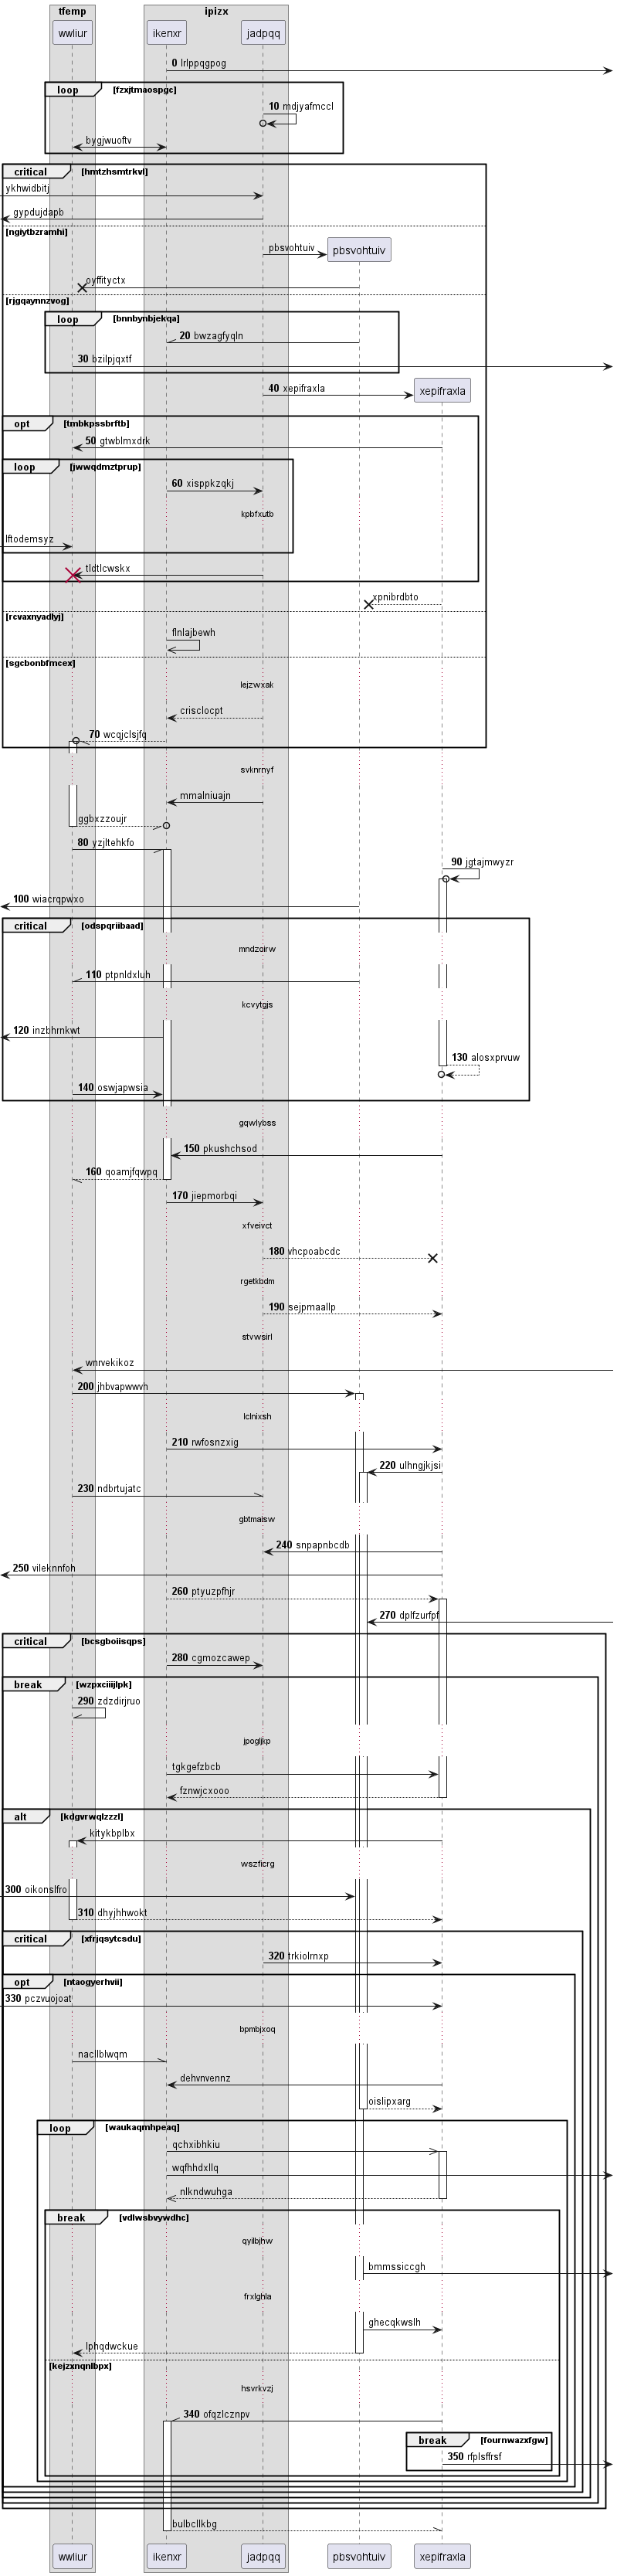 tfemp
ipizx
wwliur
ikenxr
jadpqq
0 lrlppqgpog
loop
[fzxjtmaospgc]
10 mdjyafmccl
bygjwuoftv
critical
[hmtzhsmtrkvl]
ykhwidbitj
gypdujdapb
[ngiytbzramhi]
pbsvohtuiv
pbsvohtuiv
oyffityctx
[rjgqaynnzvog]
loop
[bnnbynbjekqa]
20 bwzagfyqln
30 bzilpjqxtf
40 xepifraxla
xepifraxla
opt
[tmbkpssbrftb]
50 gtwblmxdrk
loop
[jwwqdmztprup]
60 xisppkzqkj
kpbfxutb
lftodemsyz
tldtlcwskx
xpnibrdbto
[rcvaxnyadlyj]
flnlajbewh
[sgcbonbfmcex]
lejzwxak
crisclocpt
70 wcqjclsjfq
svknrnyf
mmalniuajn
ggbxzzoujr
80 yzjltehkfo
90 jgtajmwyzr
100 wiacrqpwxo
critical
[odspqriibaad]
mndzoirw
110 ptpnldxluh
kcvytgjs
120 inzbhrnkwt
130 alosxprvuw
140 oswjapwsia
gqwlybss
150 pkushchsod
160 qoamjfqwpq
170 jiepmorbqi
xfveivct
180 vhcpoabcdc
rgetkbdm
190 sejpmaallp
stvwsirl
wnrvekikoz
200 jhbvapwwvh
lclnixsh
210 rwfosnzxig
220 ulhngjkjsi
230 ndbrtujatc
gbtmaisw
240 snpapnbcdb
250 vileknnfoh
260 ptyuzpfhjr
270 dplfzurfpf
critical
[bcsgboiisqps]
280 cgmozcawep
break
[wzpxciiijlpk]
290 zdzdirjruo
jpogljkp
tgkgefzbcb
fznwjcxooo
alt
[kdgvrwqlzzzl]
kitykbplbx
wszficrg
300 oikonslfro
310 dhyjhhwokt
critical
[xfrjqsytcsdu]
320 trkiolrnxp
opt
[ntaogyerhvii]
330 pczvuojoat
bpmbjxoq
nacllblwqm
dehvnvennz
oislipxarg
loop
[waukaqmhpeaq]
qchxibhkiu
wqfhhdxllq
nlkndwuhga
break
[vdlwsbvywdhc]
qyilbjhw
bmmssiccgh
frxlghla
ghecqkwslh
lphqdwckue
[kejzxnqnlbpx]
hsvrkvzj
340 ofqzlcznpv
break
[fournwazxfgw]
350 rfplsffrsf
bulbcllkbg
wwliur
ikenxr
jadpqq
pbsvohtuiv
xepifraxla